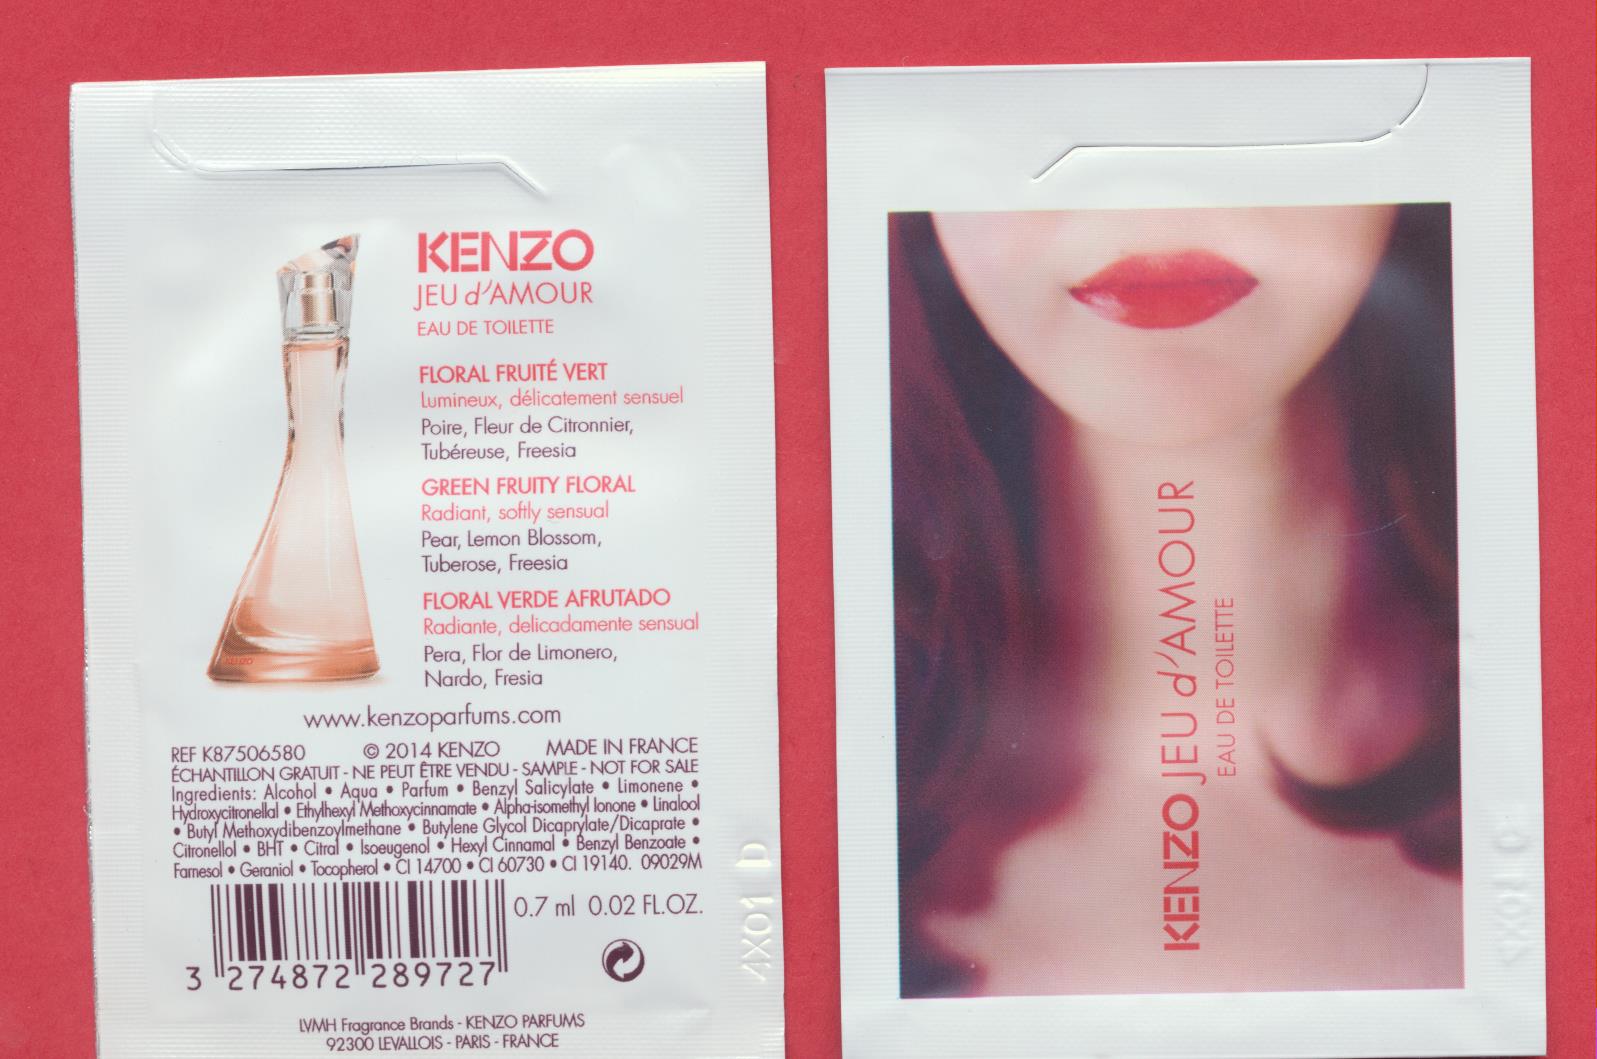 KENZO
JEU d'AMOUR
EAU DE TOILETTE
FLORAL FRUITÉ VERT
Lumineux, délicatement sensuel
Poire, Fleur de Citronnier,
Tubéreuse, Freesia
GREEN FRUITY FLORAL
Radiant, softly sensual
Pear, Lemon Blossom,
Tuberose, Freesia
FLORAL VERDE AFRUTADO
Radiante, delicadamente sensual
Pera, Flor de Limonero,
Nardo, Fresia
KENZO
www.kenzoparfums.com
REF K87506580 © 2014 KENZO MADE IN FRANCE
ÉCHANTILLON GRATUIT - NE PEUT ÊTRE VENDU - SAMPLE - NOT FOR SALE
Ingredients: Alcohol • Aqua • Parfum • Benzyl Salicylate • Limonene •
Hydroxycitronellal • Ethylhexyl Methoxycinnamate • Alpha-isomethyl Ionone • Linalool
• Butyl Methoxydibenzoylmethane • Butylene Glycol Dicaprylate/Dicaprate •
Citronellol • BHT • Citral • Isoeugenol • Hexyl Cinnamal • Benzyl Benzoate •
Farnesol • Geraniol • Tocopherol • CI 14700 • CI 60730 • CI 19140. 09029M
0.7 ml 0.02 FL.OZ.
3 274872 289727
LVMH Fragrance Brands - KENZO PARFUMS
92300 LEVALLOIS - PARIS - FRANCE
4X01 D
KENZO JEU d'AMOUR
EAU DE TOILETTE
4X01 D